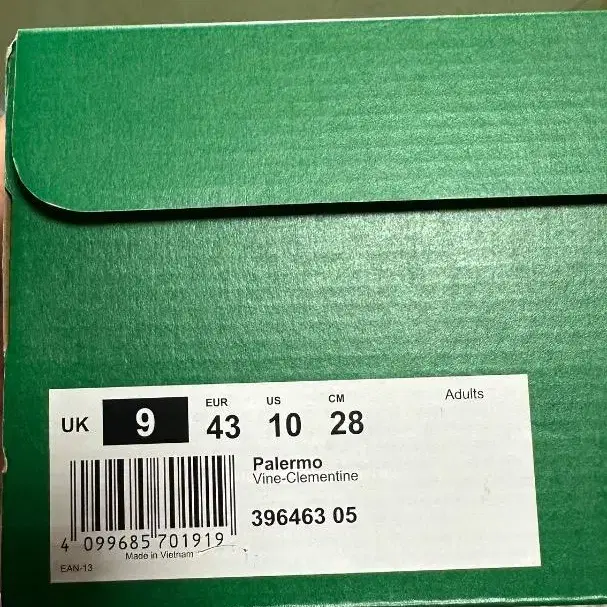 Adults
UK 9
EUR 43
US 10
CM 28
Palermo
Vine-Clementine
396463 05
4 099685 701919
Made in Vietnam
EAN-13